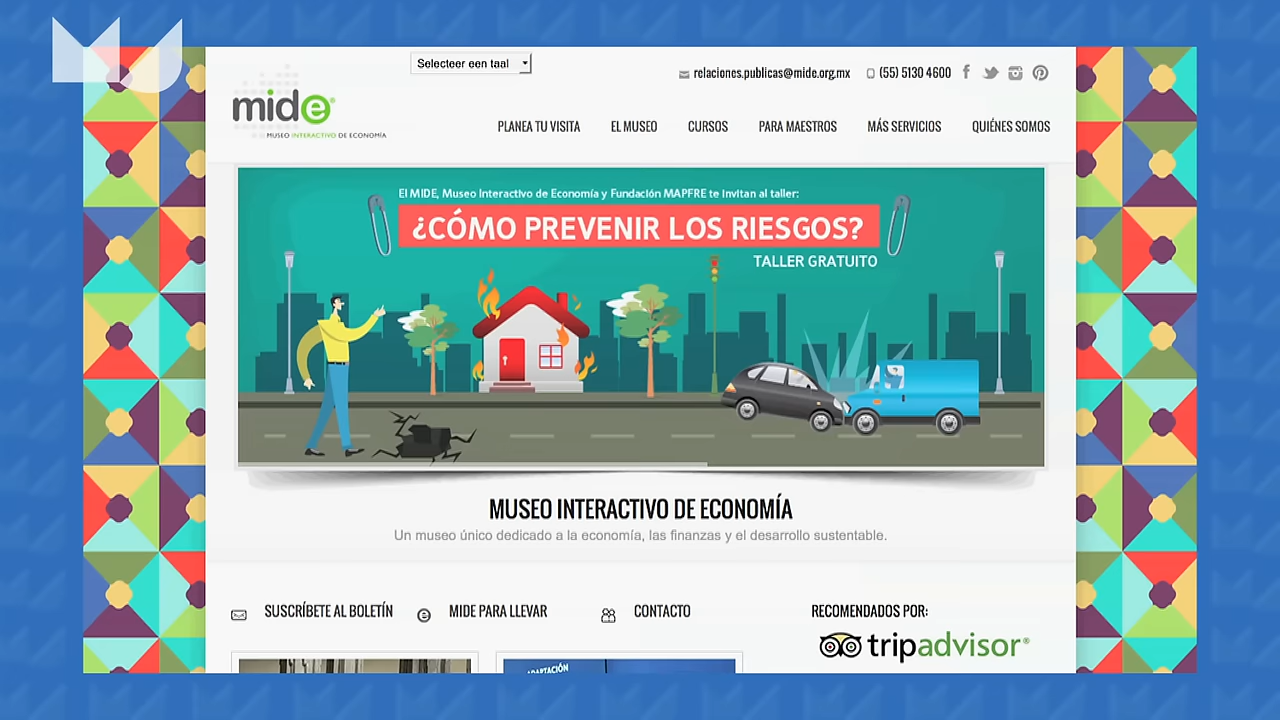 Selecteer een taal
relaciones.publicas@mide.org.mx
(55) 5130 4600
mide®
MUSEO INTERACTIVO DE ECONOMÍA
PLANEA TU VISITA
EL MUSEO
CURSOS
PARA MAESTROS
MÁS SERVICIOS
QUIÉNES SOMOS
El MIDE, Museo Interactivo de Economía y Fundación MAPFRE te invitan al taller:
¿CÓMO PREVENIR LOS RIESGOS?
TALLER GRATUITO
MUSEO INTERACTIVO DE ECONOMÍA
Un museo único dedicado a la economía, las finanzas y el desarrollo sustentable.
SUSCRÍBETE AL BOLETÍN
MIDE PARA LLEVAR
CONTACTO
RECOMENDADOS POR:
tripadvisor®
ADAPTACIÓN